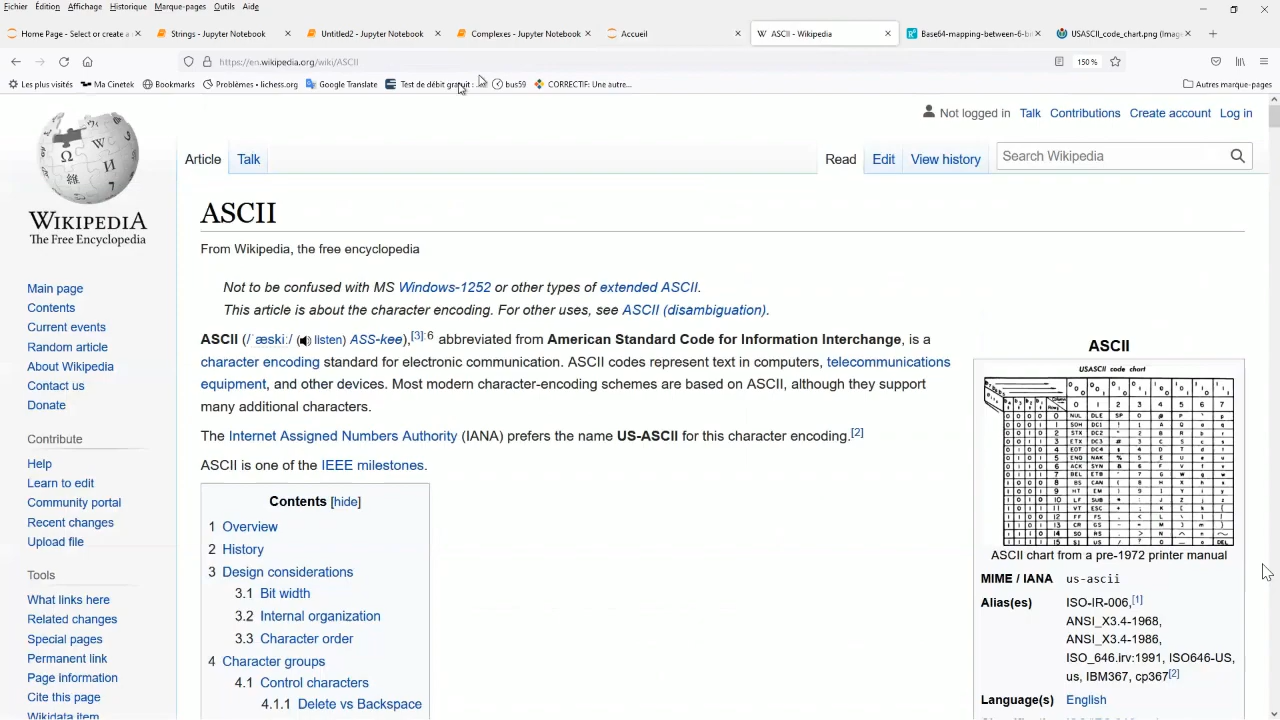 Fichier Édition Affichage Historique Marque-pages Outils Aide
Home Page - Select or create a Strings - Jupyter Notebook Untitled2 - Jupyter Notebook Complexes - Jupyter Notebook Accueil ASCII - Wikipedia Base64-mapping-between-6-bi USASCII_code_chart.png (Imag
https://en.wikipedia.org/wiki/ASCII 150 %
Les plus visités Ma Cinetek Bookmarks Problèmes • lichess.org Google Translate Test de débit gratuit : bus59 CORRECTIF: Une autre... Autres marque-pages
Not logged in Talk Contributions Create account Log in
Article Talk Read Edit View history Search Wikipedia
WIKIPEDIA
The Free Encyclopedia
Main page
Contents
Current events
Random article
About Wikipedia
Contact us
Donate
Contribute
Help
Learn to edit
Community portal
Recent changes
Upload file
Tools
What links here
Related changes
Special pages
Permanent link
Page information
Cite this page
Wikidata item
ASCII
From Wikipedia, the free encyclopedia
Not to be confused with MS Windows-1252 or other types of extended ASCII.
This article is about the character encoding. For other uses, see ASCII (disambiguation).
ASCII (/ˈæskiː/ (listen) ASS-kee),[3]:6 abbreviated from American Standard Code for Information Interchange, is a
character encoding standard for electronic communication. ASCII codes represent text in computers, telecommunications
equipment, and other devices. Most modern character-encoding schemes are based on ASCII, although they support
many additional characters.
The Internet Assigned Numbers Authority (IANA) prefers the name US-ASCII for this character encoding.[2]
ASCII is one of the IEEE milestones.
Contents [hide]
1 Overview
2 History
3 Design considerations
3.1 Bit width
3.2 Internal organization
3.3 Character order
4 Character groups
4.1 Control characters
4.1.1 Delete vs Backspace
ASCII
USASCII code chart
ASCII chart from a pre-1972 printer manual
MIME / IANA us-ascii
Alias(es) ISO-IR-006,[1]
ANSI_X3.4-1968,
ANSI_X3.4-1986,
ISO_646.irv:1991, ISO646-US,
us, IBM367, cp367[2]
Language(s) English